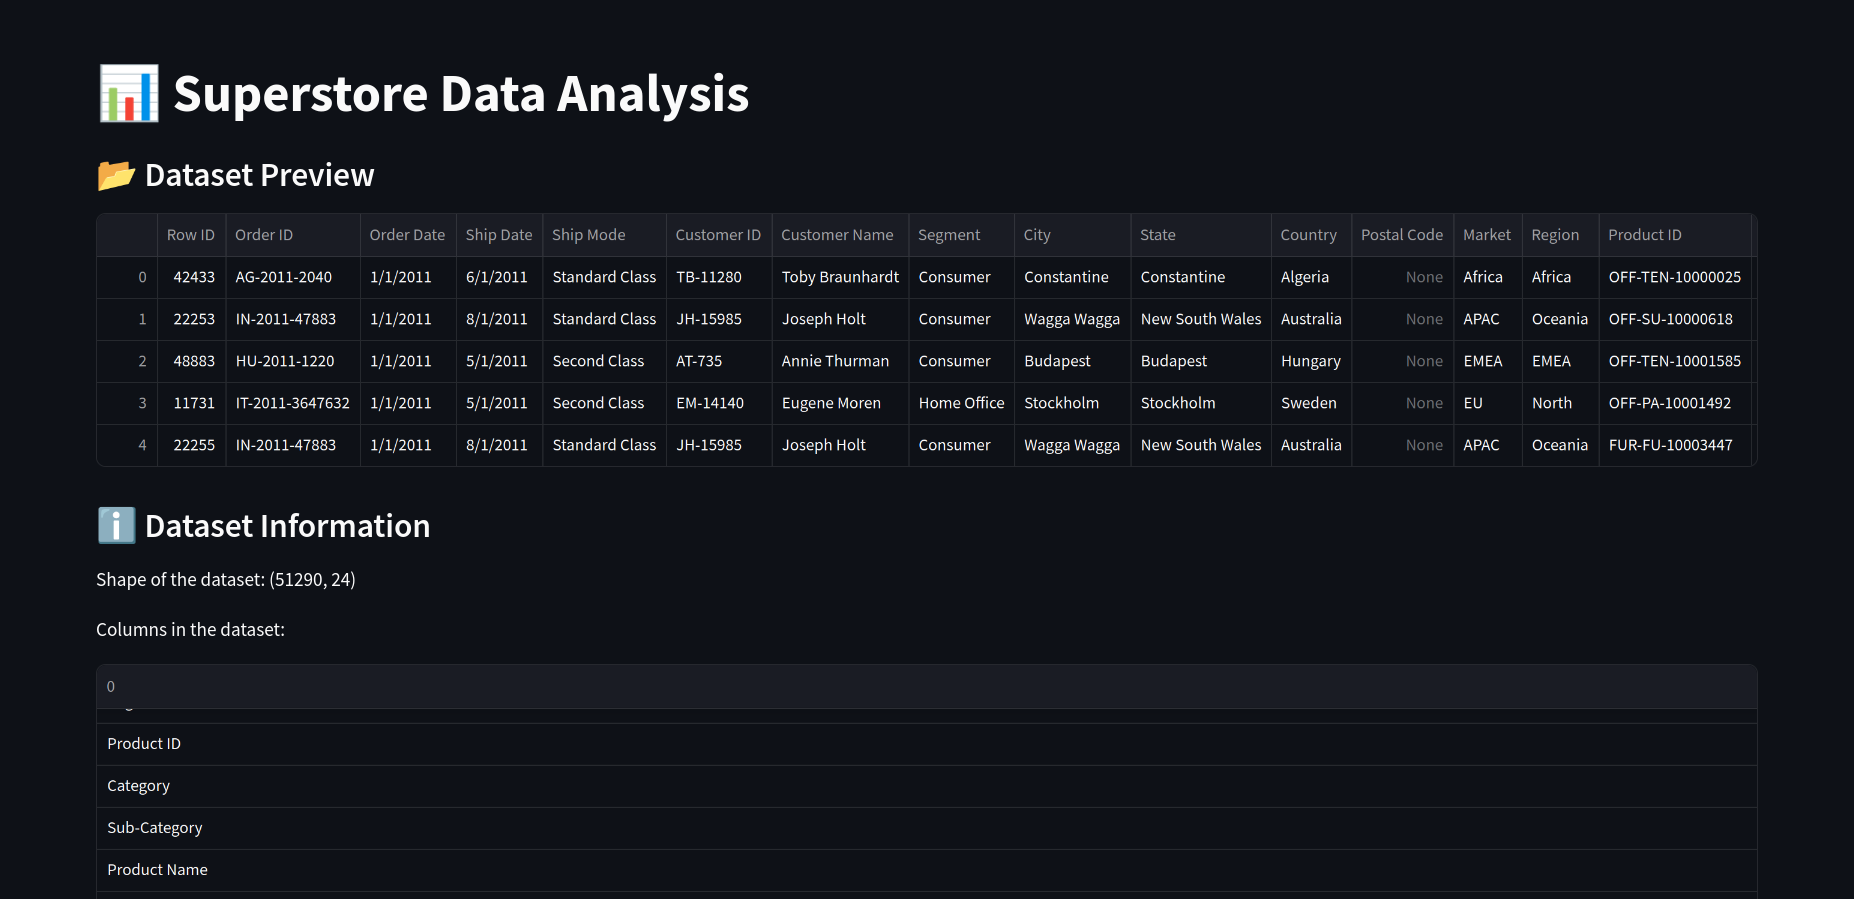 Superstore Data Analysis
Dataset Preview
Row ID Order ID Order Date Ship Date Ship Mode Customer ID Customer Name Segment City State Country Postal Code Market Region Product ID
0 42433 AG-2011-2040 1/1/2011 6/1/2011 Standard Class TB-11280 Toby Braunhardt Consumer Constantine Constantine Algeria None Africa Africa OFF-TEN-10000025
1 22253 IN-2011-47883 1/1/2011 8/1/2011 Standard Class JH-15985 Joseph Holt Consumer Wagga Wagga New South Wales Australia None APAC Oceania OFF-SU-10000618
2 48883 HU-2011-1220 1/1/2011 5/1/2011 Second Class AT-735 Annie Thurman Consumer Budapest Budapest Hungary None EMEA EMEA OFF-TEN-10001585
3 11731 IT-2011-3647632 1/1/2011 5/1/2011 Second Class EM-14140 Eugene Moren Home Office Stockholm Stockholm Sweden None EU North OFF-PA-10001492
4 22255 IN-2011-47883 1/1/2011 8/1/2011 Standard Class JH-15985 Joseph Holt Consumer Wagga Wagga New South Wales Australia None APAC Oceania FUR-FU-10003447
Dataset Information
Shape of the dataset: (51290, 24)
Columns in the dataset:
0
Product ID
Category
Sub-Category
Product Name